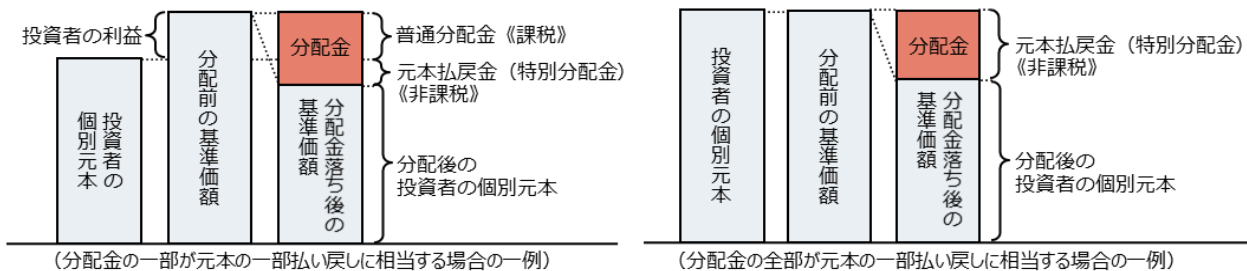 投資者の利益
投資者の
個別元本
分配前の基準価額
分配金
分配金落ち後の
基準価額
普通分配金《課税》
元本払戻金（特別分配金）
《非課税》
分配後の
投資者の個別元本
（分配金の一部が元本の一部払い戻しに相当する場合の一例）
投資者の個別元本
分配前の基準価額
分配金
分配金落ち後の
基準価額
元本払戻金（特別分配金）
《非課税》
分配後の
投資者の個別元本
（分配金の全部が元本の一部払い戻しに相当する場合の一例）